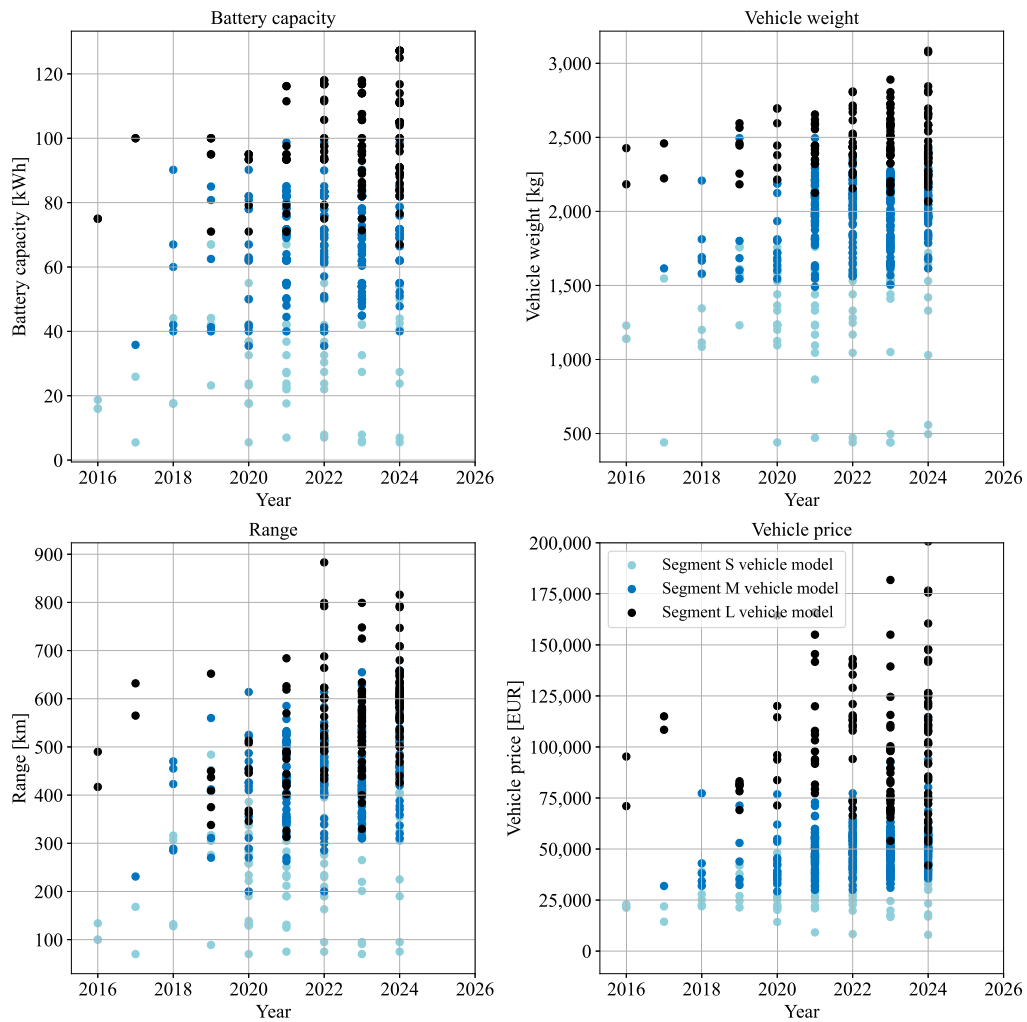 Battery capacity
Battery capacity [kWh]
120
100
80
60
40
20
0
2016 2018 2020 2022 2024 2026
Year
Vehicle weight
Vehicle weight [kg]
3,000
2,500
2,000
1,500
1,000
500
2016 2018 2020 2022 2024 2026
Year
Range
Range [km]
900
800
700
600
500
400
300
200
100
2016 2018 2020 2022 2024 2026
Year
Vehicle price
Vehicle price [EUR]
200,000
175,000
150,000
125,000
100,000
75,000
50,000
25,000
0
Segment S vehicle model
Segment M vehicle model
Segment L vehicle model
2016 2018 2020 2022 2024 2026
Year